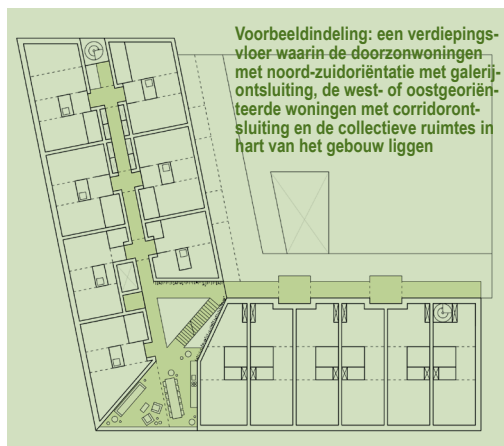 Voorbeeldindeling: een verdiepings-
vloer waarin de doorzonwoningen
met noord-zuidoriëntatie met galerij-
ontsluiting, de west- of oostgeoriën-
teerde woningen met corridoront-
sluiting en de collectieve ruimtes in
hart van het gebouw liggen